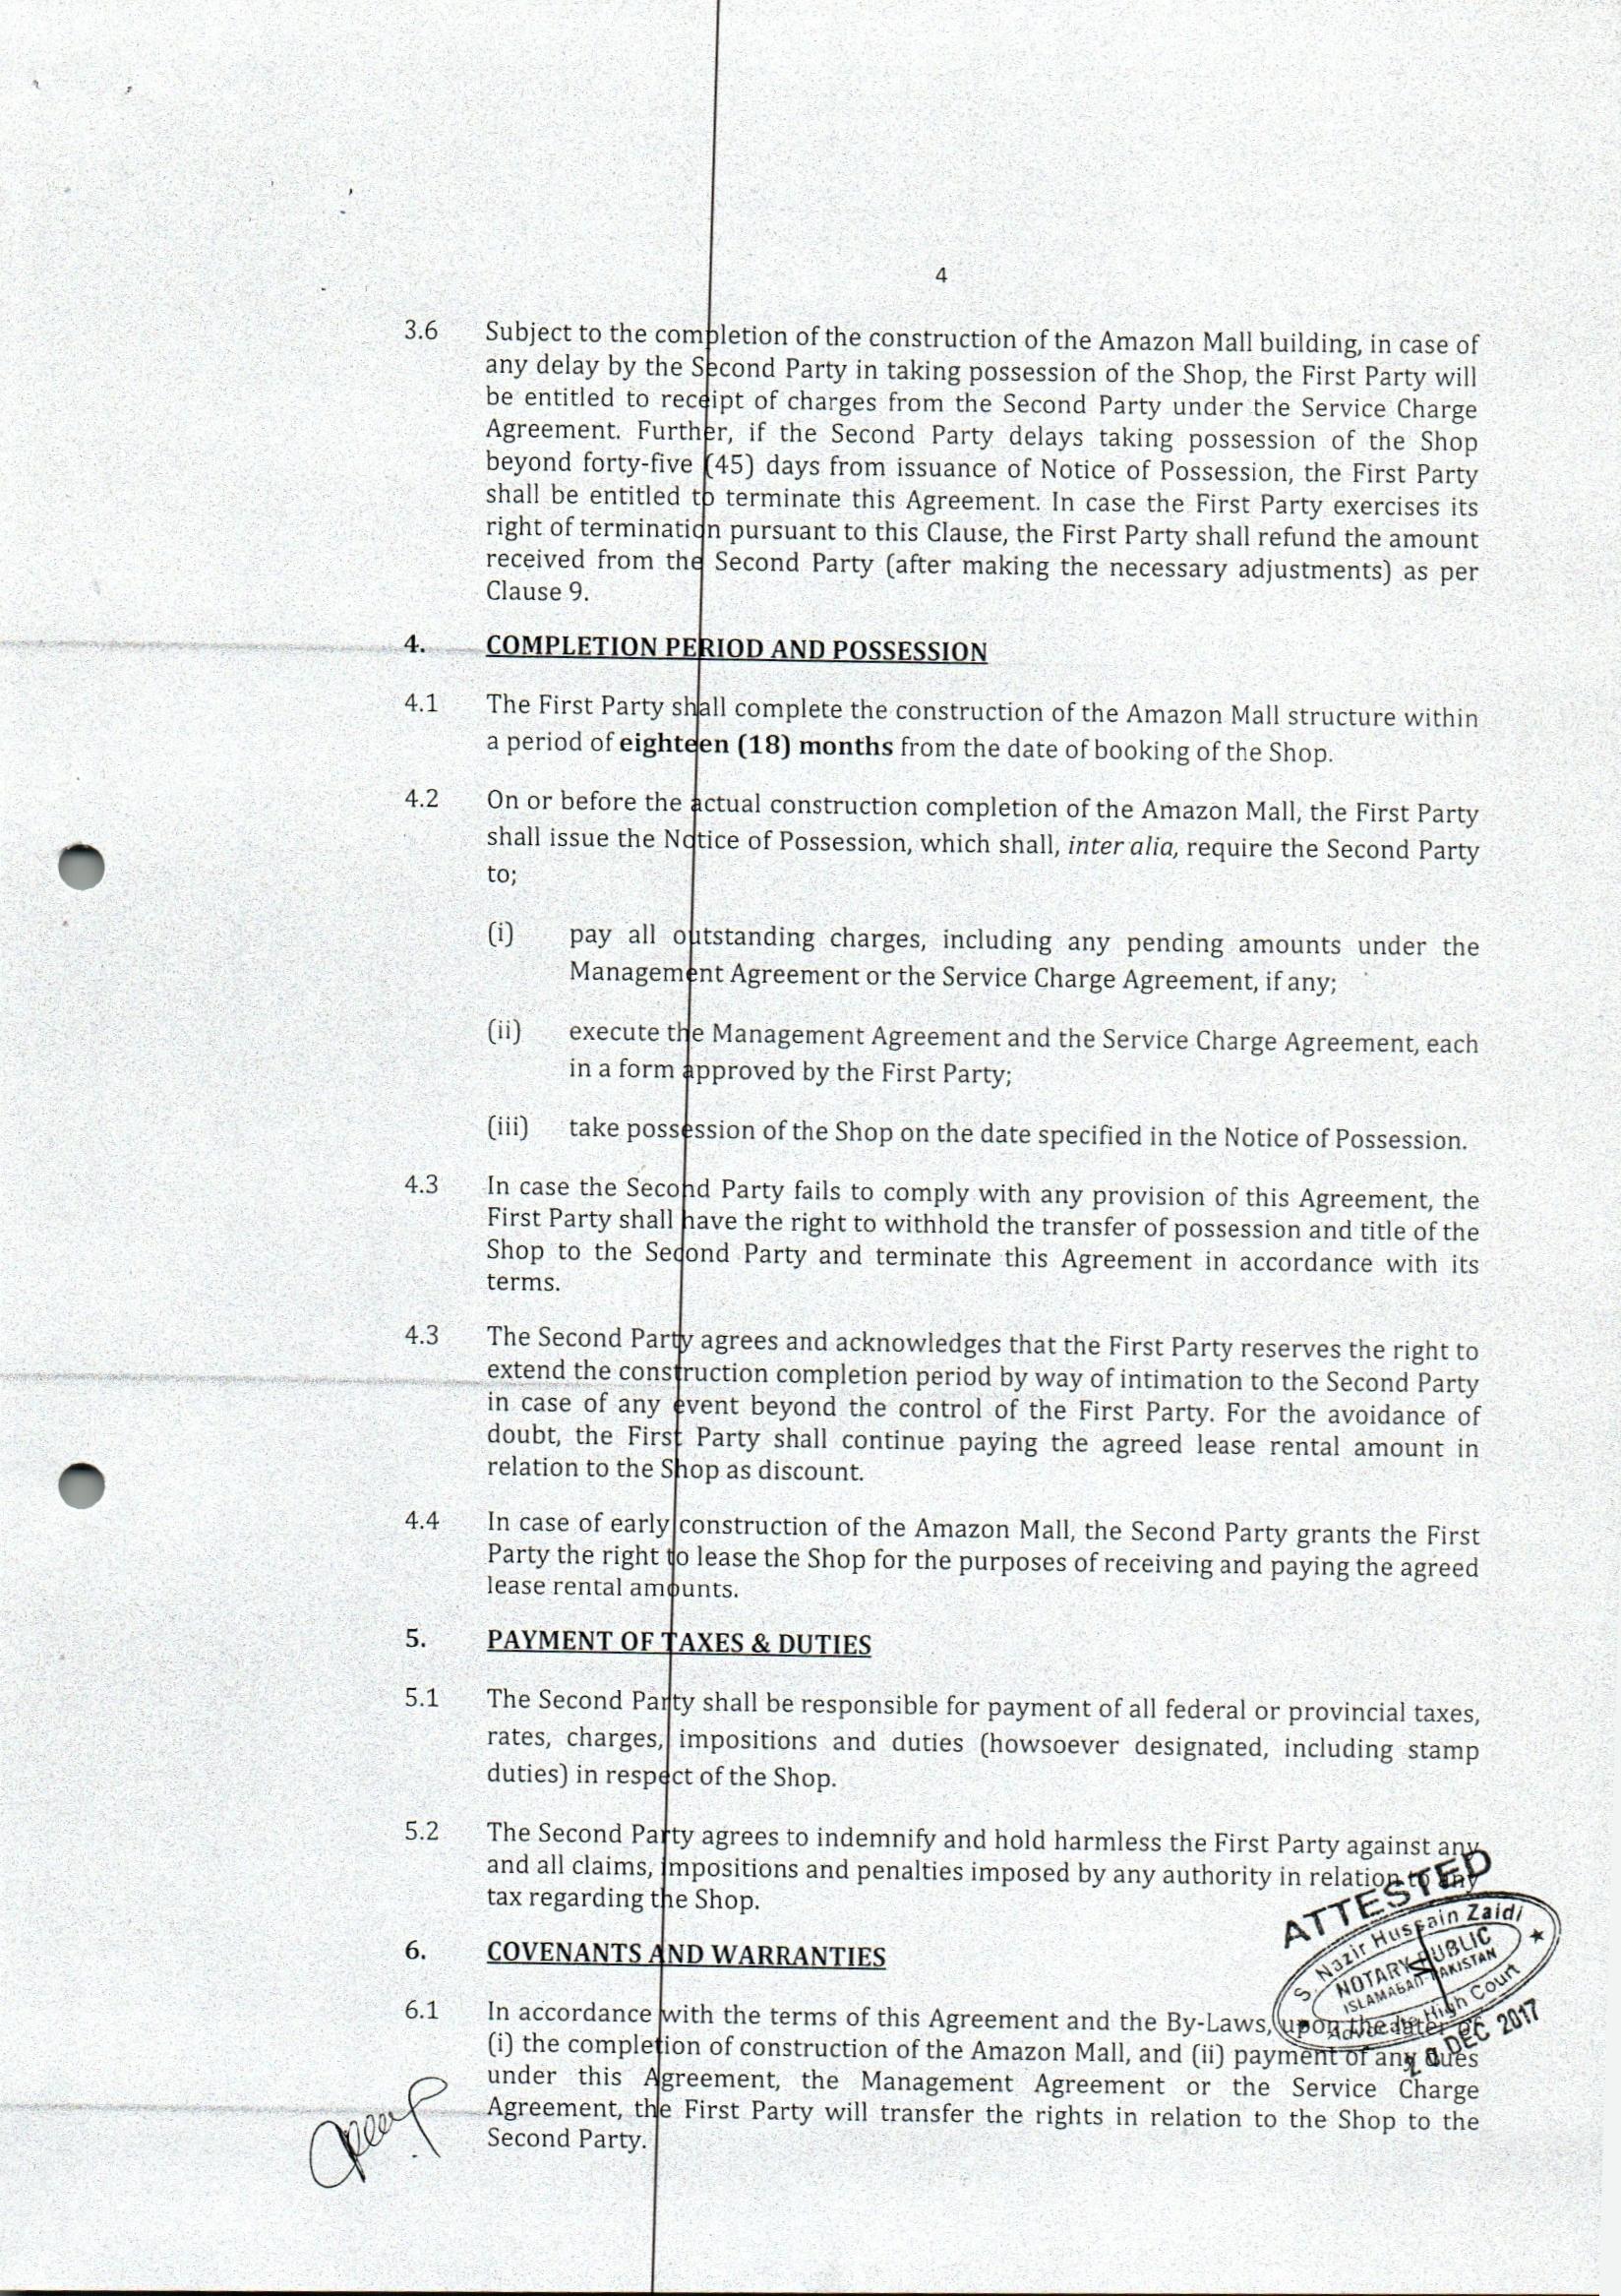 4
3.6 Subject to the completion of the construction of the Amazon Mall building, in case of
any delay by the Second Party in taking possession of the Shop, the First Party will
be entitled to receipt of charges from the Second Party under the Service Charge
Agreement. Further, if the Second Party delays taking possession of the Shop
beyond forty-five (45) days from issuance of Notice of Possession, the First Party
shall be entitled to terminate this Agreement. In case the First Party exercises its
right of termination pursuant to this Clause, the First Party shall refund the amount
received from the Second Party (after making the necessary adjustments) as per
Clause 9.
4. COMPLETION PERIOD AND POSSESSION
4.1 The First Party shall complete the construction of the Amazon Mall structure within
a period of eighteen (18) months from the date of booking of the Shop.
4.2 On or before the actual construction completion of the Amazon Mall, the First Party
shall issue the Notice of Possession, which shall, inter alia, require the Second Party
to;
(i) pay all outstanding charges, including any pending amounts under the
Management Agreement or the Service Charge Agreement, if any;
(ii) execute the Management Agreement and the Service Charge Agreement, each
in a form approved by the First Party;
(iii) take possession of the Shop on the date specified in the Notice of Possession.
4.3 In case the Second Party fails to comply with any provision of this Agreement, the
First Party shall have the right to withhold the transfer of possession and title of the
Shop to the Second Party and terminate this Agreement in accordance with its
terms.
4.3 The Second Party agrees and acknowledges that the First Party reserves the right to
extend the construction completion period by way of intimation to the Second Party
in case of any event beyond the control of the First Party. For the avoidance of
doubt, the First Party shall continue paying the agreed lease rental amount in
relation to the Shop as discount.
4.4 In case of early construction of the Amazon Mall, the Second Party grants the First
Party the right to lease the Shop for the purposes of receiving and paying the agreed
lease rental amounts.
5. PAYMENT OF TAXES & DUTIES
5.1 The Second Party shall be responsible for payment of all federal or provincial taxes,
rates, charges, impositions and duties (howsoever designated, including stamp
duties) in respect of the Shop.
5.2 The Second Party agrees to indemnify and hold harmless the First Party against any
and all claims, impositions and penalties imposed by any authority in relation to any
tax regarding the Shop.
ATTESTED
S. Nazir Hussain Zaidi
NOTARY PUBLIC
ISLAMABAD-PAKISTAN
Advocate High Court
DEC 2017
6. COVENANTS AND WARRANTIES
6.1 In accordance with the terms of this Agreement and the By-Laws, upon the later of
(i) the completion of construction of the Amazon Mall, and (ii) payment of any dues
under this Agreement, the Management Agreement or the Service Charge
Agreement, the First Party will transfer the rights in relation to the Shop to the
Second Party.